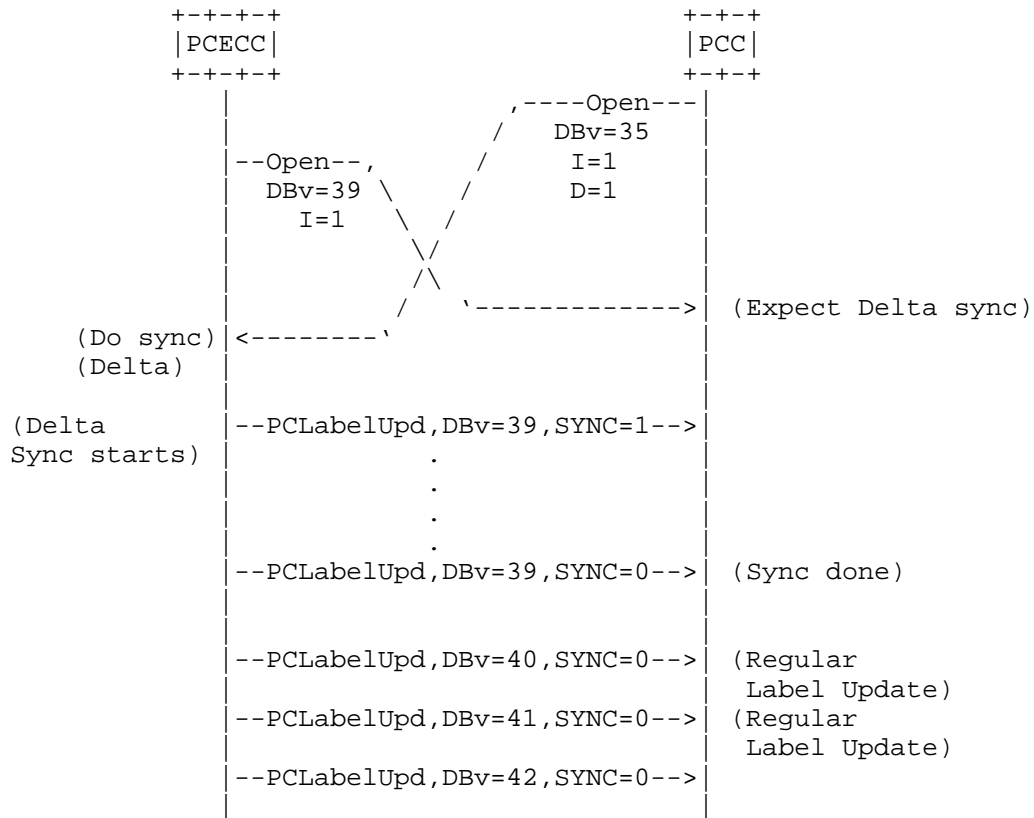 +-+-+-+ +-+-+
|PCECC| |PCC|
+-+-+-+ +-+-+
,----Open---
DBv=35
--Open--, I=1
DBv=39 D=1
I=1
'-------------> (Expect Delta sync)
(Do sync) <--------'
(Delta)
(Delta --PCLabelUpd,DBv=39,SYNC=1-->
Sync starts) .
.
.
.
--PCLabelUpd,DBv=39,SYNC=0--> (Sync done)
--PCLabelUpd,DBv=40,SYNC=0--> (Regular
Label Update)
--PCLabelUpd,DBv=41,SYNC=0--> (Regular
Label Update)
--PCLabelUpd,DBv=42,SYNC=0-->